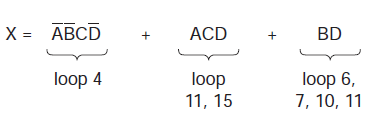 X = A̅B̅CD̅ + ACD + BD
loop 4 loop loop 6,
11, 15 7, 10, 11